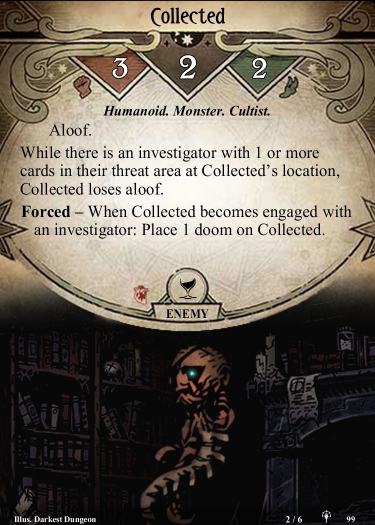 Collected
3 2 2
Humanoid. Monster. Cultist.
Aloof.
While there is an investigator with 1 or more
cards in their threat area at Collected's location,
Collected loses aloof.
Forced – When Collected becomes engaged with
an investigator: Place 1 doom on Collected.
ENEMY
Illus. Darkest Dungeon 2 / 6 99